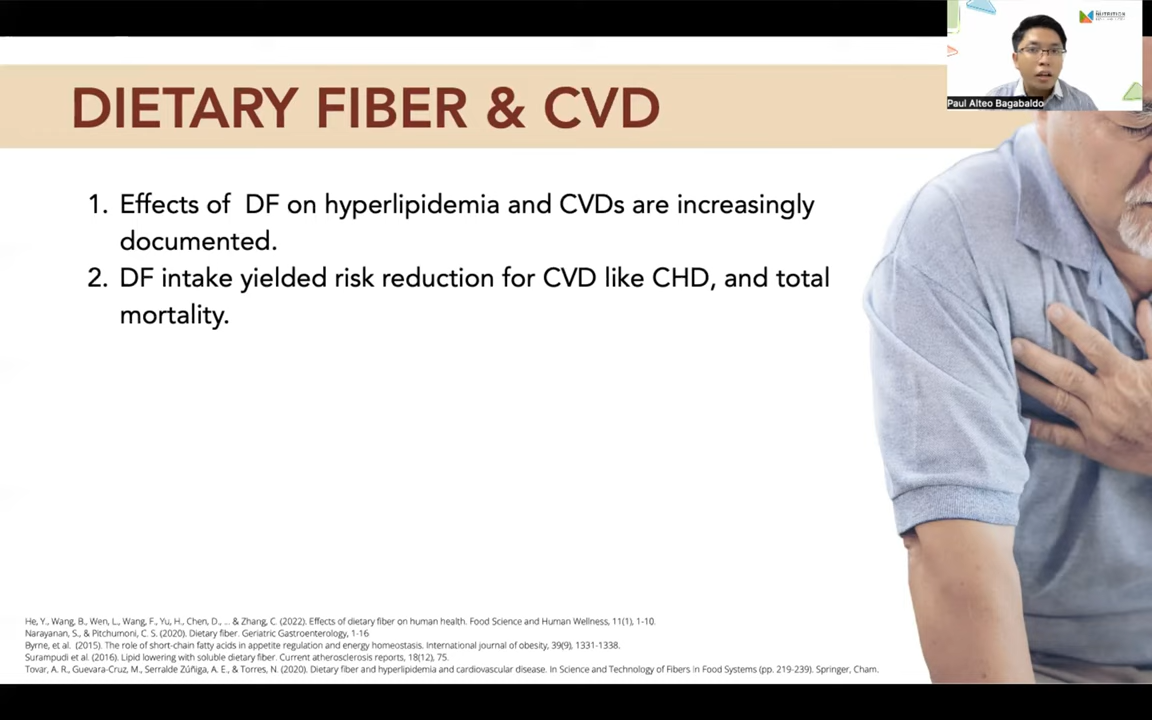 NUTRITION
Paul Alteo Bagabaldo
DIETARY FIBER & CVD
1. Effects of DF on hyperlipidemia and CVDs are increasingly
documented.
2. DF intake yielded risk reduction for CVD like CHD, and total
mortality.
He, Y., Wang, B., Wen, L., Wang, F., Yu, H., Chen, D., ... & Zhang, C. (2022). Effects of dietary fiber on human health. Food Science and Human Wellness, 11(1), 1-10.
Narayanan, S., & Pitchumoni, C. S. (2020). Dietary fiber. Geriatric Gastroenterology, 1-16
Byrne, et al. (2015). The role of short-chain fatty acids in appetite regulation and energy homeostasis. International journal of obesity, 39(9), 1331-1338.
Surampudi et al. (2016). Lipid lowering with soluble dietary fiber. Current atherosclerosis reports, 18(12), 75.
Tovar, A. R., Guevara-Cruz, M., Serralde Zúñiga, A. E., & Torres, N. (2020). Dietary fiber and hyperlipidemia and cardiovascular disease. In Science and Technology of Fibers in Food Systems (pp. 219-239). Springer, Cham.